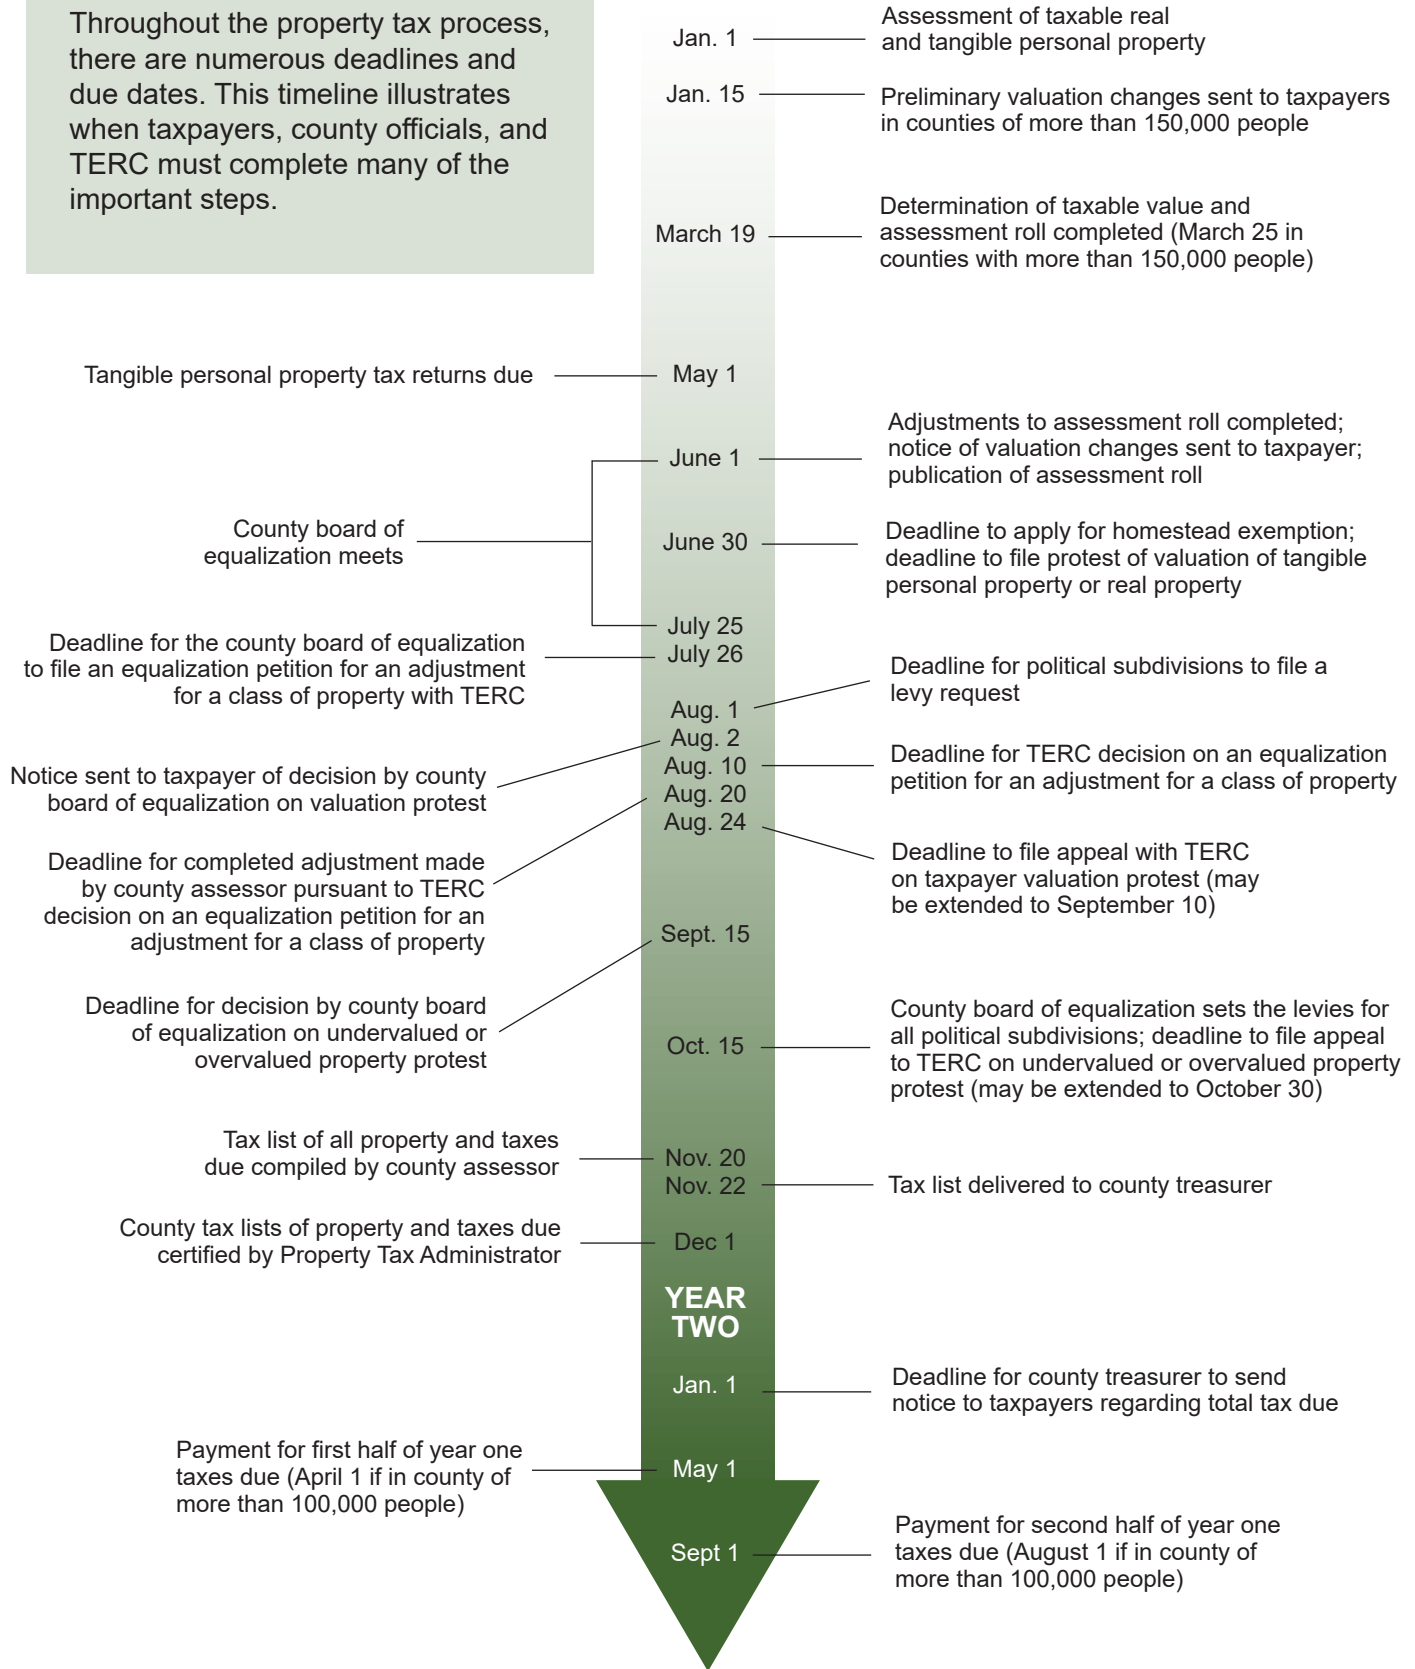 Throughout the property tax process,
there are numerous deadlines and
due dates. This timeline illustrates
when taxpayers, county officials, and
TERC must complete many of the
important steps.
Jan. 1
Assessment of taxable real
and tangible personal property
Jan. 15
Preliminary valuation changes sent to taxpayers
in counties of more than 150,000 people
March 19
Determination of taxable value and
assessment roll completed (March 25 in
counties with more than 150,000 people)
Tangible personal property tax returns due
May 1
June 1
Adjustments to assessment roll completed;
notice of valuation changes sent to taxpayer;
publication of assessment roll
County board of
equalization meets
June 30
Deadline to apply for homestead exemption;
deadline to file protest of valuation of tangible
personal property or real property
July 25
Deadline for the county board of equalization
to file an equalization petition for an adjustment
for a class of property with TERC
July 26
Aug. 1
Deadline for political subdivisions to file a
levy request
Aug. 2
Notice sent to taxpayer of decision by county
board of equalization on valuation protest
Aug. 10
Deadline for TERC decision on an equalization
petition for an adjustment for a class of property
Aug. 20
Deadline for completed adjustment made
by county assessor pursuant to TERC
decision on an equalization petition for an
adjustment for a class of property
Aug. 24
Deadline to file appeal with TERC
on taxpayer valuation protest (may
be extended to September 10)
Sept. 15
Deadline for decision by county board
of equalization on undervalued or
overvalued property protest
Oct. 15
County board of equalization sets the levies for
all political subdivisions; deadline to file appeal
to TERC on undervalued or overvalued property
protest (may be extended to October 30)
Tax list of all property and taxes
due compiled by county assessor
Nov. 20
Nov. 22
Tax list delivered to county treasurer
County tax lists of property and taxes due
certified by Property Tax Administrator
Dec 1
YEAR
TWO
Jan. 1
Deadline for county treasurer to send
notice to taxpayers regarding total tax due
Payment for first half of year one
taxes due (April 1 if in county of
more than 100,000 people)
May 1
Sept 1
Payment for second half of year one
taxes due (August 1 if in county of
more than 100,000 people)